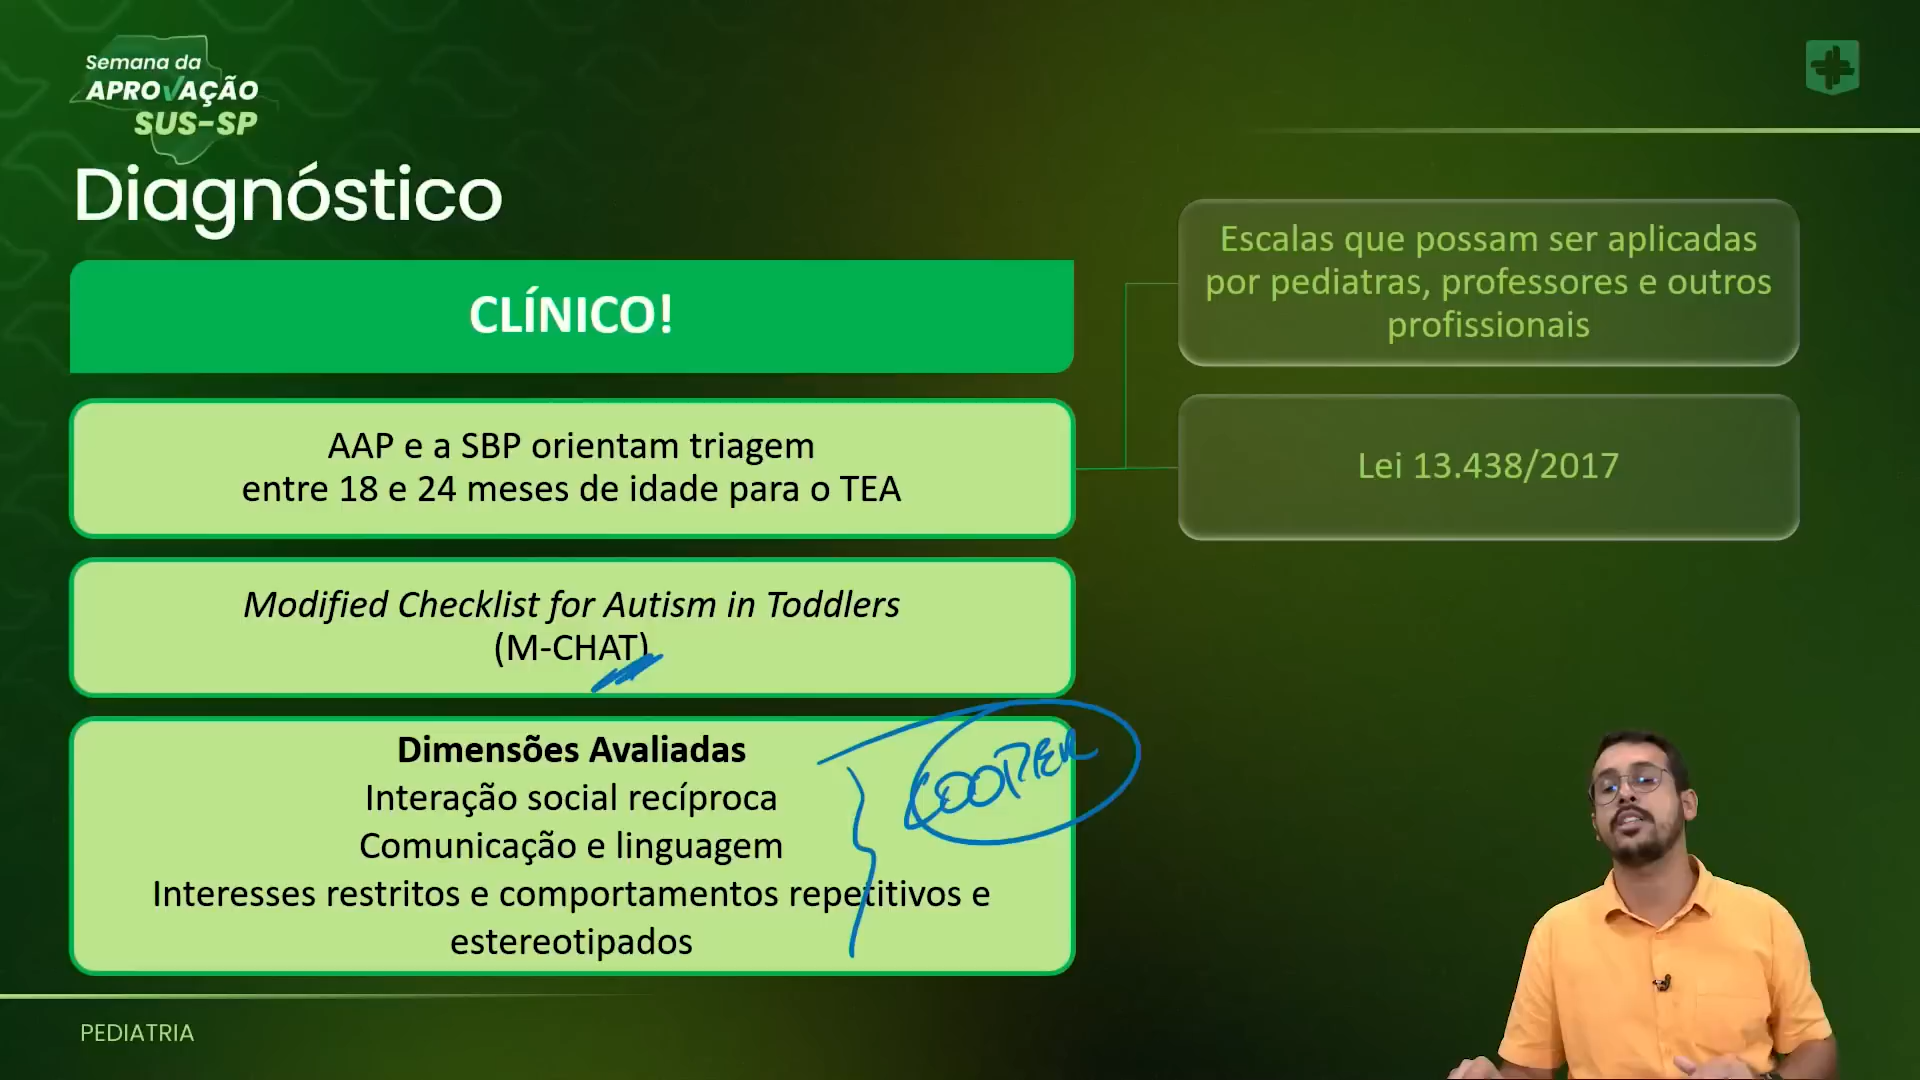 Semana da
APROVAÇÃO
SUS-SP
Diagnóstico
CLÍNICO!
AAP e a SBP orientam triagem
entre 18 e 24 meses de idade para o TEA
Modified Checklist for Autism in Toddlers
(M-CHAT)
Dimensões Avaliadas
Interação social recíproca
Comunicação e linguagem
Interesses restritos e comportamentos repetitivos e
estereotipados
COOPER
Escalas que possam ser aplicadas
por pediatras, professores e outros
profissionais
Lei 13.438/2017
PEDIATRIA